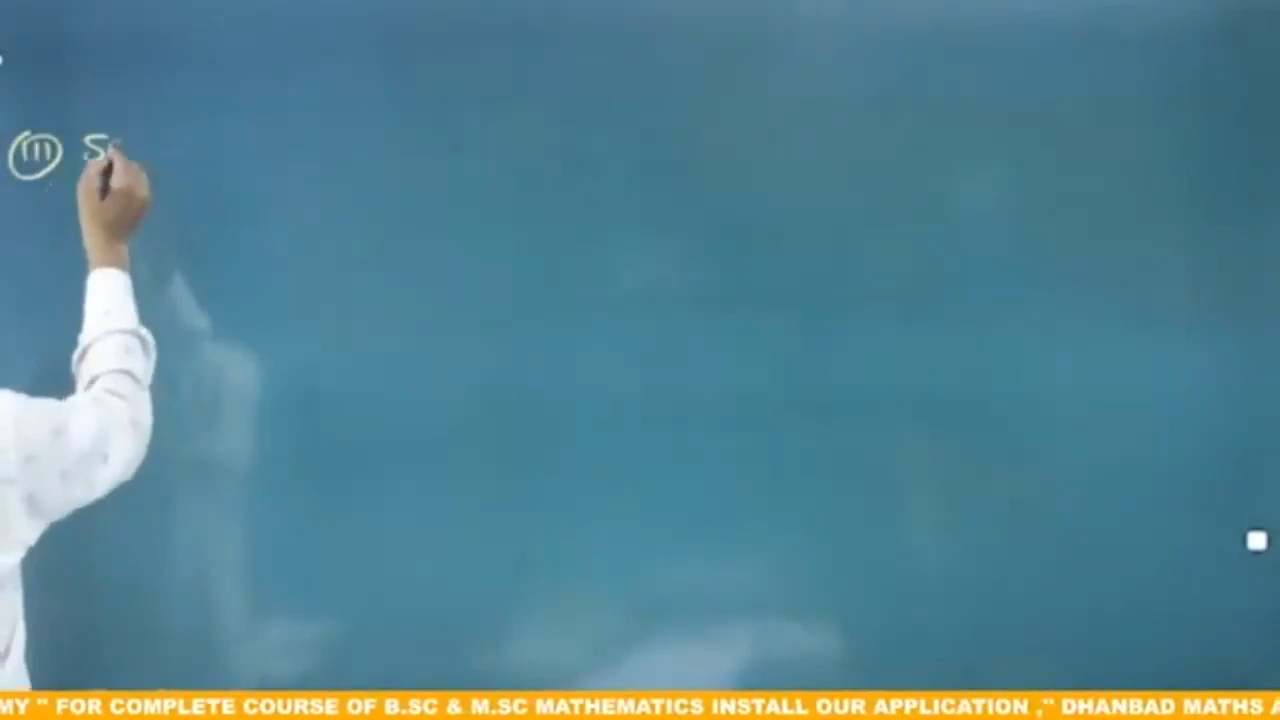 (III) S
MY " FOR COMPLETE COURSE OF B.SC & M.SC MATHEMATICS INSTALL OUR APPLICATION ," DHANBAD MATHS A